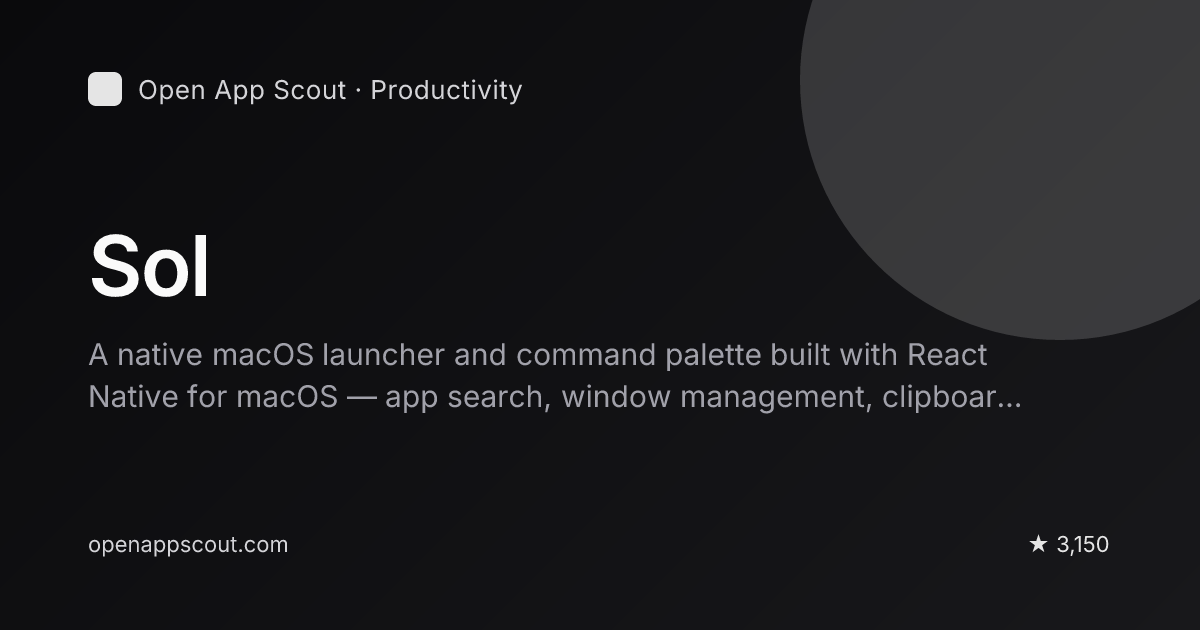 Open App Scout · Productivity
Sol
A native macOS launcher and command palette built with React
Native for macOS — app search, window management, clipboar...
openappscout.com
★ 3,150